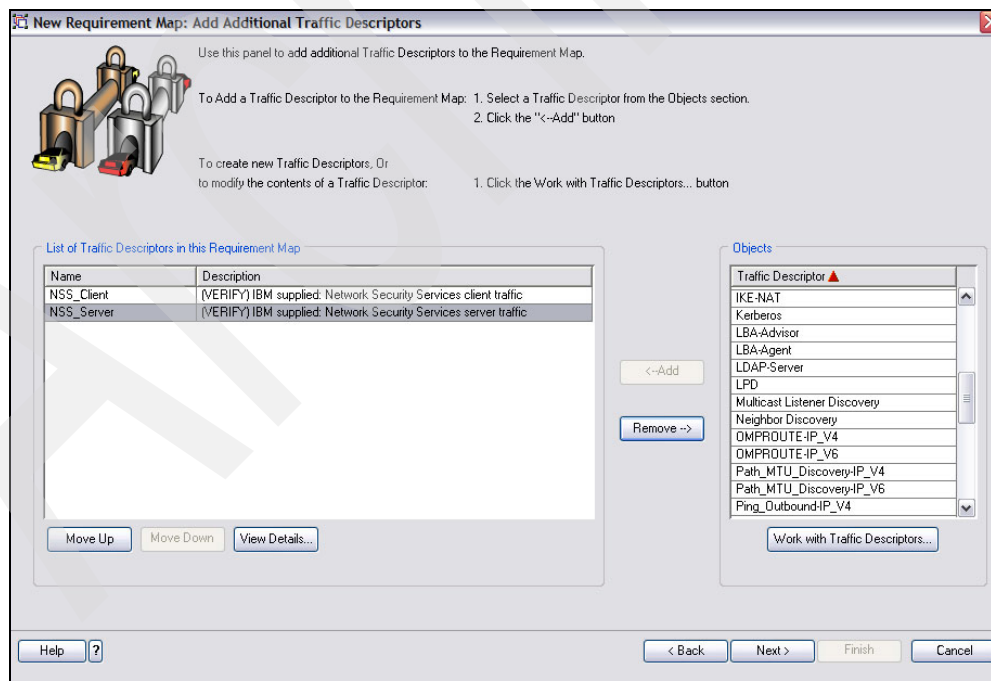 New Requirement Map: Add Additional Traffic Descriptors
Use this panel to add additional Traffic Descriptors to the Requirement Map.
To Add a Traffic Descriptor to the Requirement Map: 1. Select a Traffic Descriptor from the Objects section.
2. Click the "<--Add" button
To create new Traffic Descriptors, Or
to modify the contents of a Traffic Descriptor: 1. Click the Work with Traffic Descriptors... button
List of Traffic Descriptors in this Requirement Map
Name Description
NSS_Client (VERIFY) IBM supplied: Network Security Services client traffic
NSS_Server (VERIFY) IBM supplied: Network Security Services server traffic
<--Add
Remove -->
Move Up Move Down View Details...
Objects
Traffic Descriptor
IKE-NAT
Kerberos
LBA-Advisor
LBA-Agent
LDAP-Server
LPD
Multicast Listener Discovery
Neighbor Discovery
OMPROUTE-IP_V4
OMPROUTE-IP_V6
Path_MTU_Discovery-IP_V4
Path_MTU_Discovery-IP_V6
Ping_Outbound-IP_V4
Work with Traffic Descriptors...
Help ? < Back Next > Finish Cancel